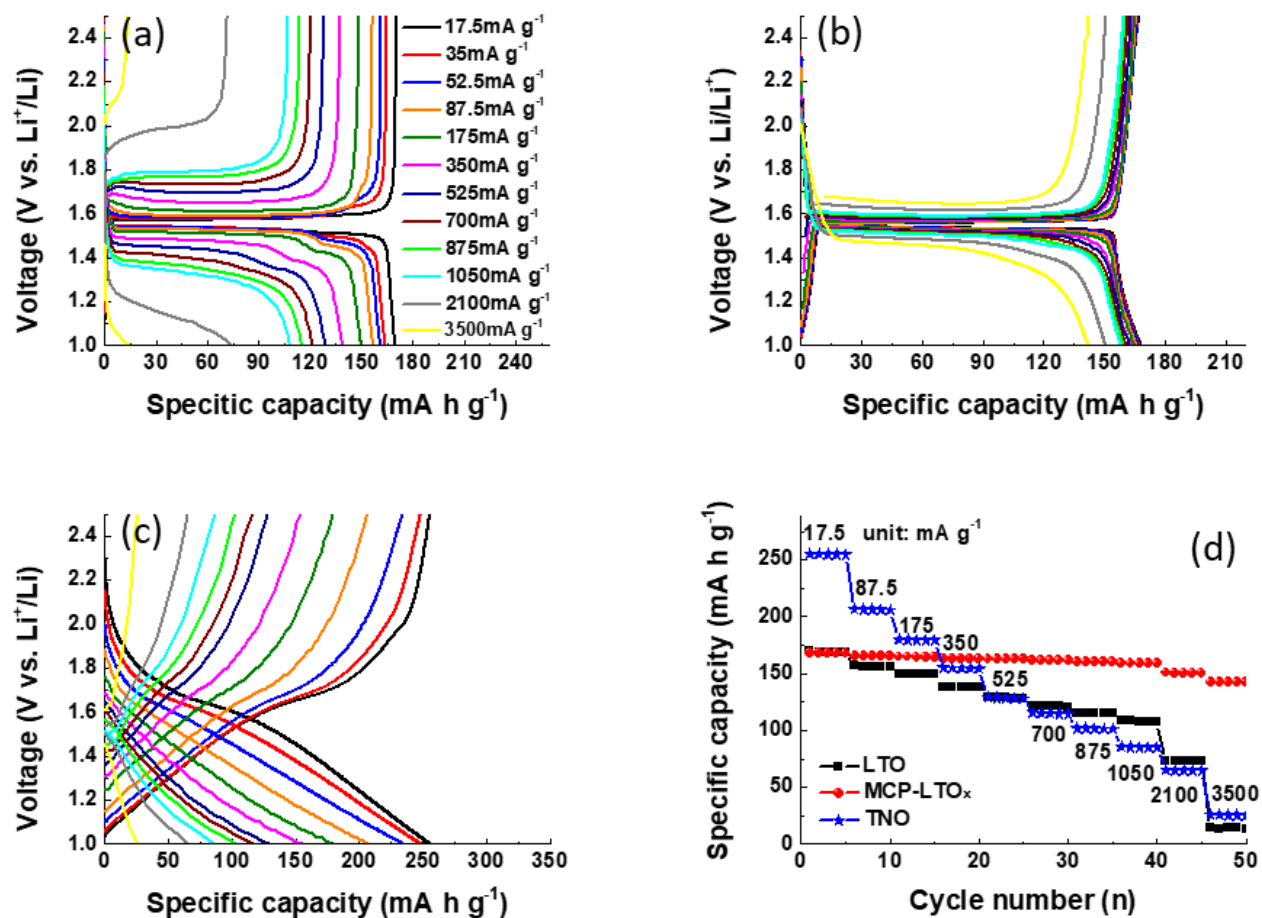 (a)
2.4
2.2
2.0
1.8
1.6
1.4
1.2
1.0
Voltage (V vs. Li⁺/Li)
0 30 60 90 120 150 180 210 240
Specitic capacity (mA h g⁻¹)
17.5mA g⁻¹
35mA g⁻¹
52.5mA g⁻¹
87.5mA g⁻¹
175mA g⁻¹
350mA g⁻¹
525mA g⁻¹
700mA g⁻¹
875mA g⁻¹
1050mA g⁻¹
2100mA g⁻¹
3500mA g⁻¹
(b)
2.4
2.2
2.0
1.8
1.6
1.4
1.2
1.0
Voltage (V vs. Li/Li⁺)
0 30 60 90 120 150 180 210
Specific capacity (mA h g⁻¹)
(c)
2.4
2.2
2.0
1.8
1.6
1.4
1.2
1.0
Voltage (V vs. Li⁺/Li)
0 50 100 150 200 250 300 350
Specific capacity (mA h g⁻¹)
(d)
250
200
150
100
50
0
Specific capacity (mA h g⁻¹)
17.5 unit: mA g⁻¹
87.5
175
350
525
700
875
1050
2100
3500
LTO
MCP-LTOₓ
TNO
0 10 20 30 40 50
Cycle number (n)